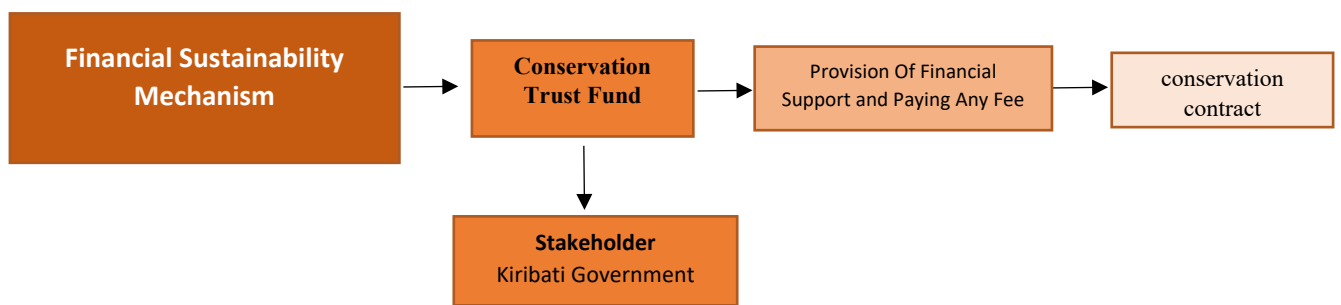 Financial Sustainability
Mechanism
Conservation
Trust Fund
Provision Of Financial
Support and Paying Any Fee
conservation
contract
Stakeholder
Kiribati Government